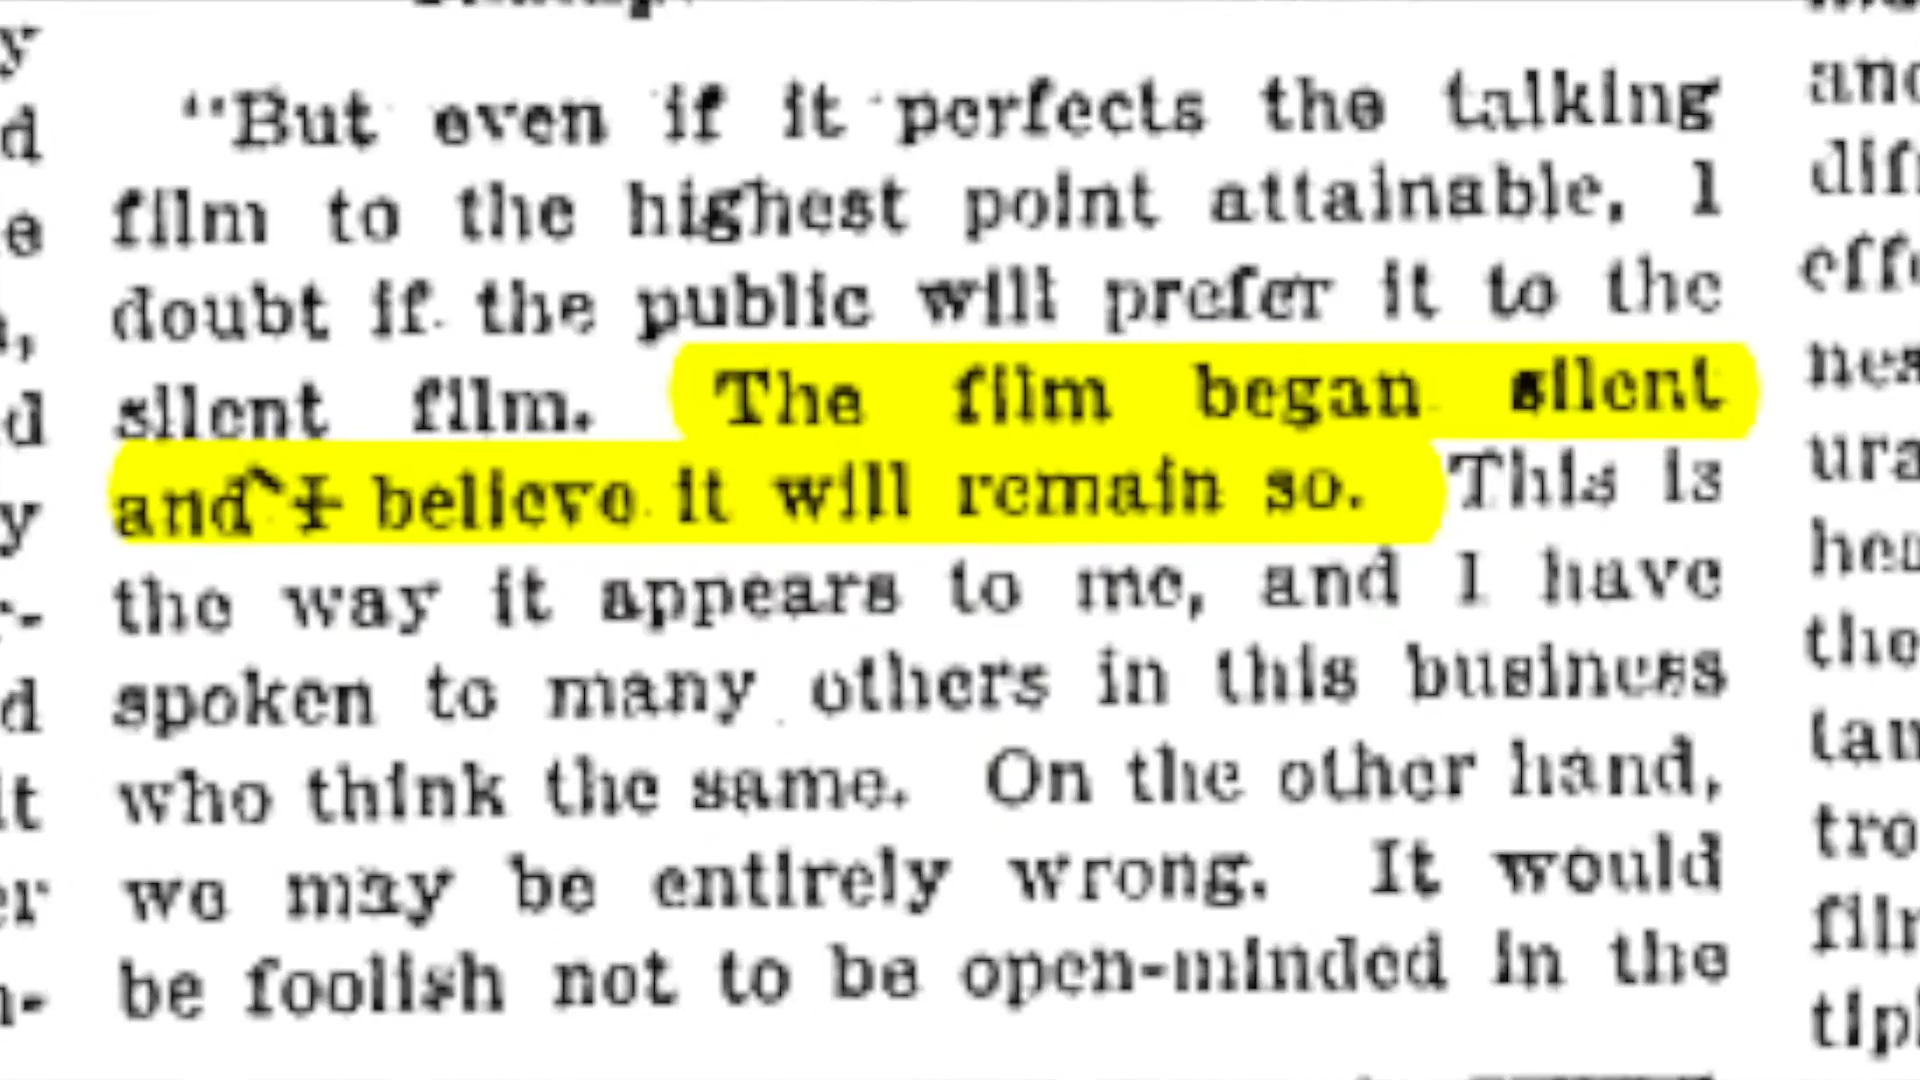 "But even if it perfects the talking
film to the highest point attainable, I
doubt if the public will prefer it to the
silent film. The film began silent
and I believe it will remain so. This is
the way it appears to me, and I have
spoken to many others in this business
who think the same. On the other hand,
we may be entirely wrong. It would
be foolish not to be open-minded in the